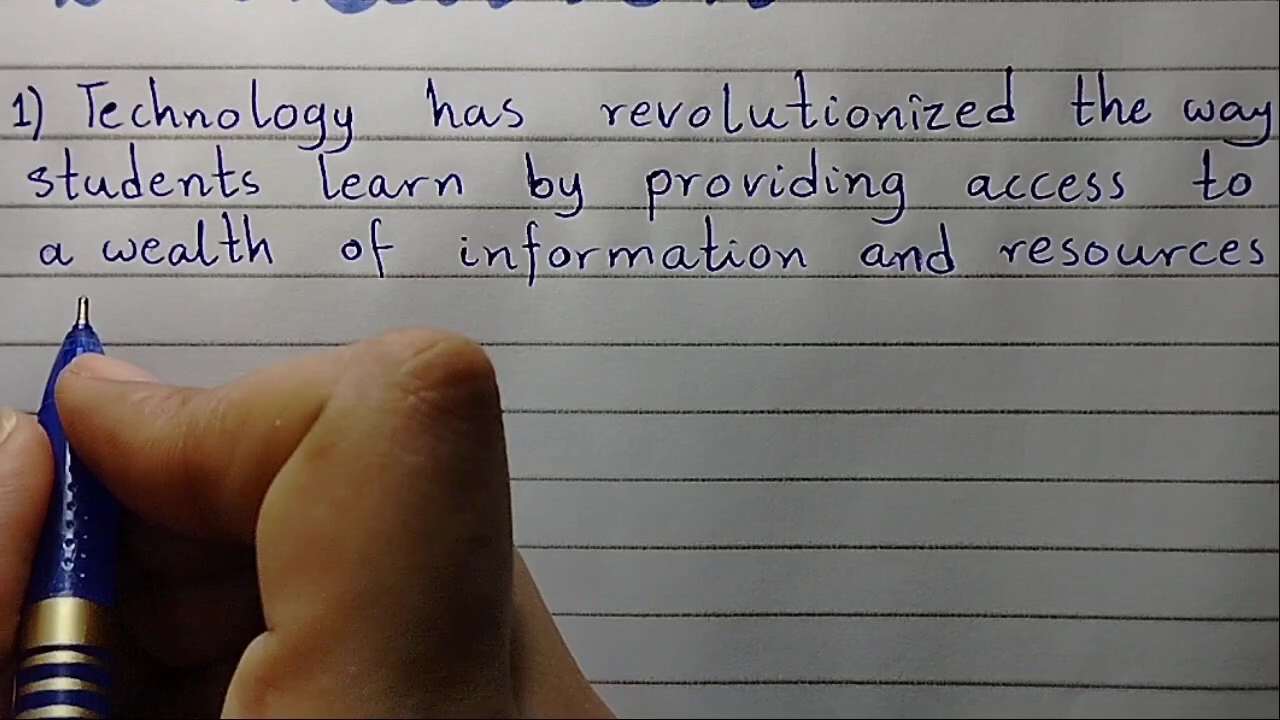 1) Technology has revolutionized the way
students learn by providing access to
a wealth of information and resources